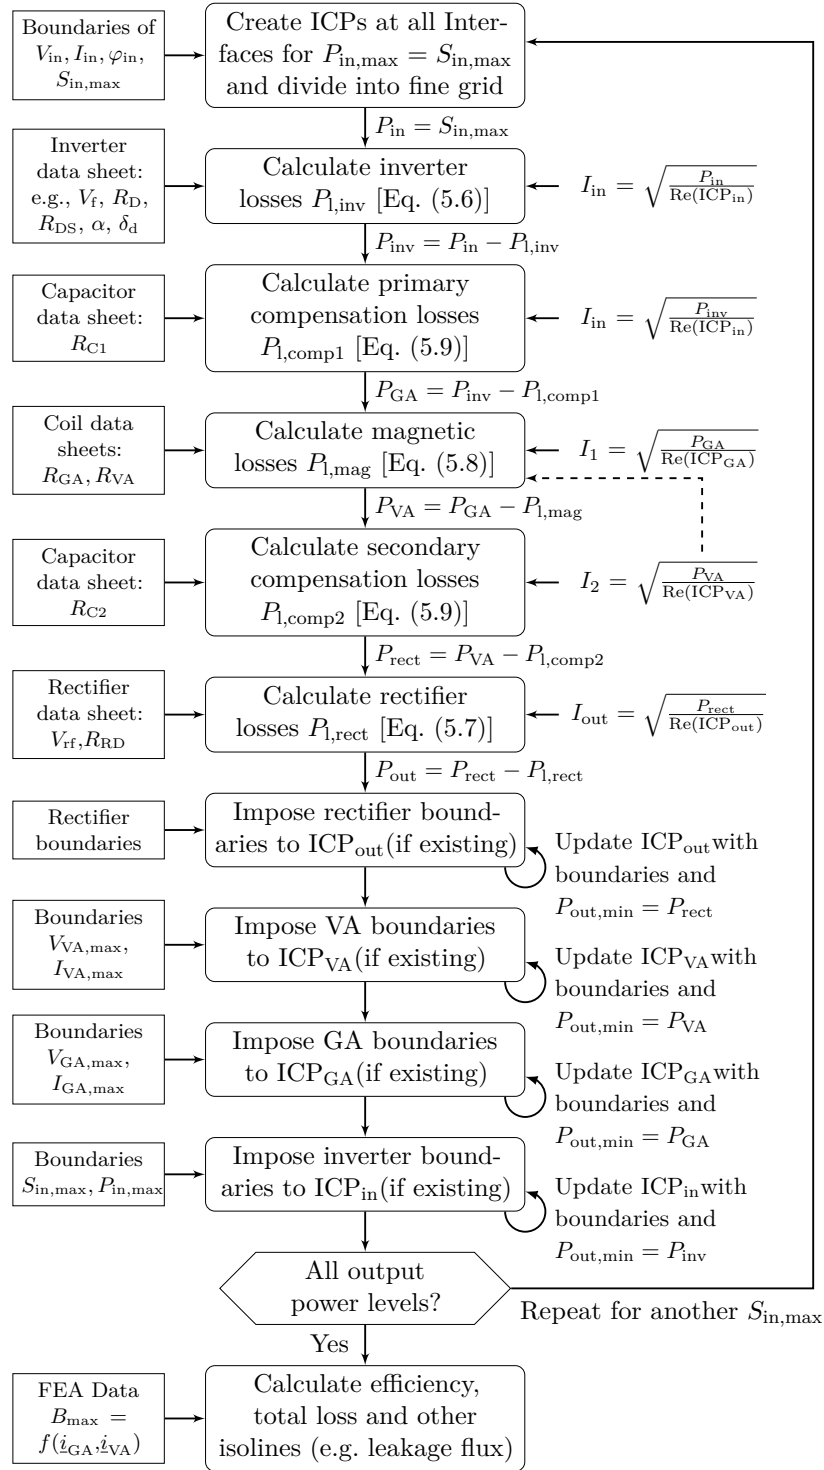 Boundaries of
V_in, I_in, φ_in,
S_in,max
Create ICPs at all Inter-
faces for P_in,max = S_in,max
and divide into fine grid
P_in = S_in,max
Inverter
data sheet:
e.g., V_f, R_D,
R_DS, α, δ_d
Calculate inverter
losses P_l,inv [Eq. (5.6)]
I_in = √(P_in / Re(ICP_in))
P_inv = P_in − P_l,inv
Capacitor
data sheet:
R_C1
Calculate primary
compensation losses
P_l,comp1 [Eq. (5.9)]
I_in = √(P_inv / Re(ICP_in))
P_GA = P_inv − P_l,comp1
Coil data
sheets:
R_GA, R_VA
Calculate magnetic
losses P_l,mag [Eq. (5.8)]
I_1 = √(P_GA / Re(ICP_GA))
P_VA = P_GA − P_l,mag
Capacitor
data sheet:
R_C2
Calculate secondary
compensation losses
P_l,comp2 [Eq. (5.9)]
I_2 = √(P_VA / Re(ICP_VA))
P_rect = P_VA − P_l,comp2
Rectifier
data sheet:
V_rf,R_RD
Calculate rectifier
losses P_l,rect [Eq. (5.7)]
I_out = √(P_rect / Re(ICP_out))
P_out = P_rect − P_l,rect
Rectifier
boundaries
Impose rectifier bound-
aries to ICP_out(if existing)
Update ICP_outwith
boundaries and
P_out,min = P_rect
Boundaries
V_VA,max,
I_VA,max
Impose VA boundaries
to ICP_VA(if existing)
Update ICP_VAwith
boundaries and
P_out,min = P_VA
Boundaries
V_GA,max,
I_GA,max
Impose GA boundaries
to ICP_GA(if existing)
Update ICP_GAwith
boundaries and
P_out,min = P_GA
Boundaries
S_in,max, P_in,max
Impose inverter bound-
aries to ICP_in(if existing)
Update ICP_inwith
boundaries and
P_out,min = P_inv
All output
power levels?
Repeat for another S_in,max
Yes
FEA Data
B_max =
f(i_GA,i_VA)
Calculate efficiency,
total loss and other
isolines (e.g. leakage flux)